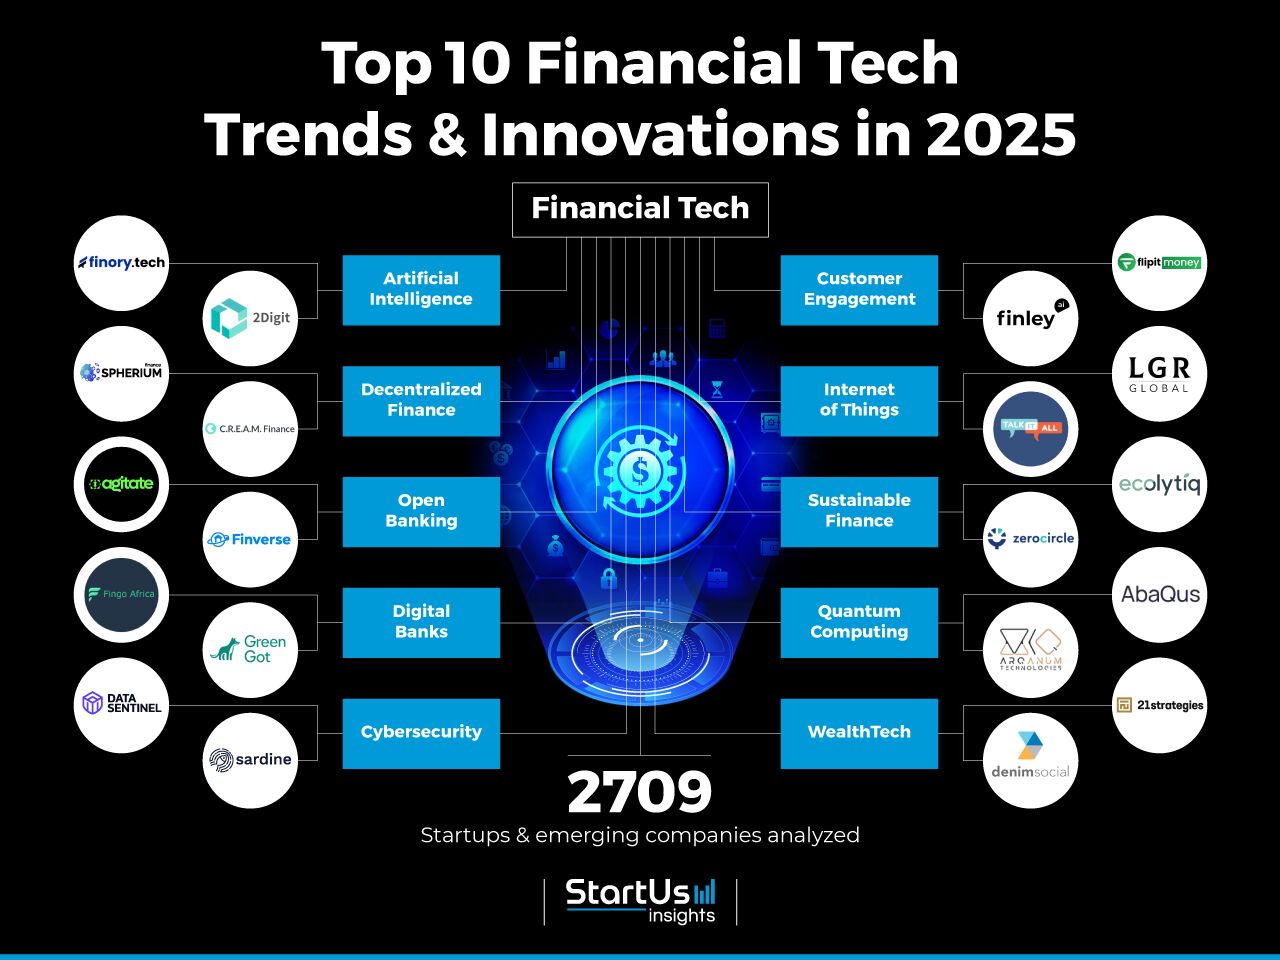 Top 10 Financial Tech
Trends & Innovations in 2025
Financial Tech
finory.tech
2Digit
Artificial
Intelligence
finance
SPHERIUM
C.R.E.A.M. Finance
Decentralized
Finance
agitate
Finverse
Open
Banking
Fingo Africa
Green
Got
Digital
Banks
DATA
SENTINEL
sardine
Cybersecurity
Customer
Engagement
flipit money
finley ai
Internet
of Things
LGR
GLOBAL
TALK IT ALL
Sustainable
Finance
ecolytiq
zerocircle
Quantum
Computing
AbaQus
ARQANUM
TECHNOLOGIES
WealthTech
21strategies
denimsocial
$
2709
Startups & emerging companies analyzed
StartUs
insights